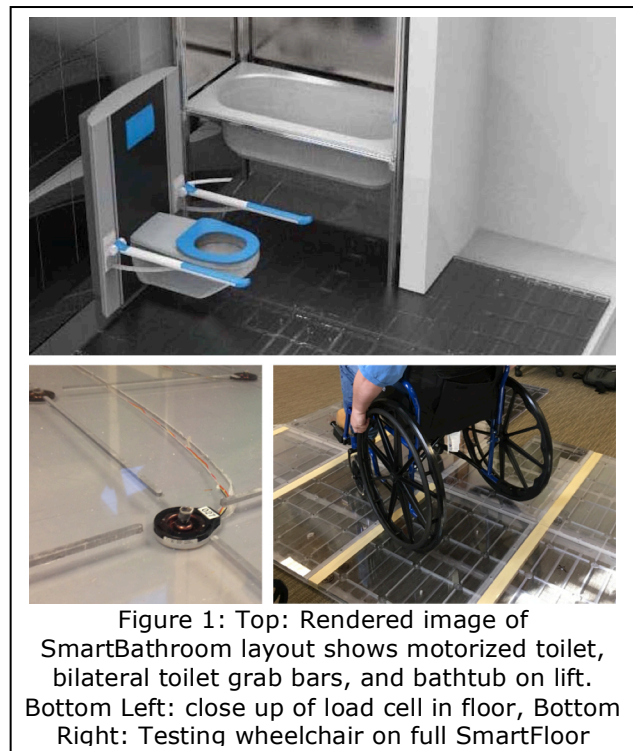 Figure 1: Top: Rendered image of
SmartBathroom layout shows motorized toilet,
bilateral toilet grab bars, and bathtub on lift.
Bottom Left: close up of load cell in floor, Bottom
Right: Testing wheelchair on full SmartFloor